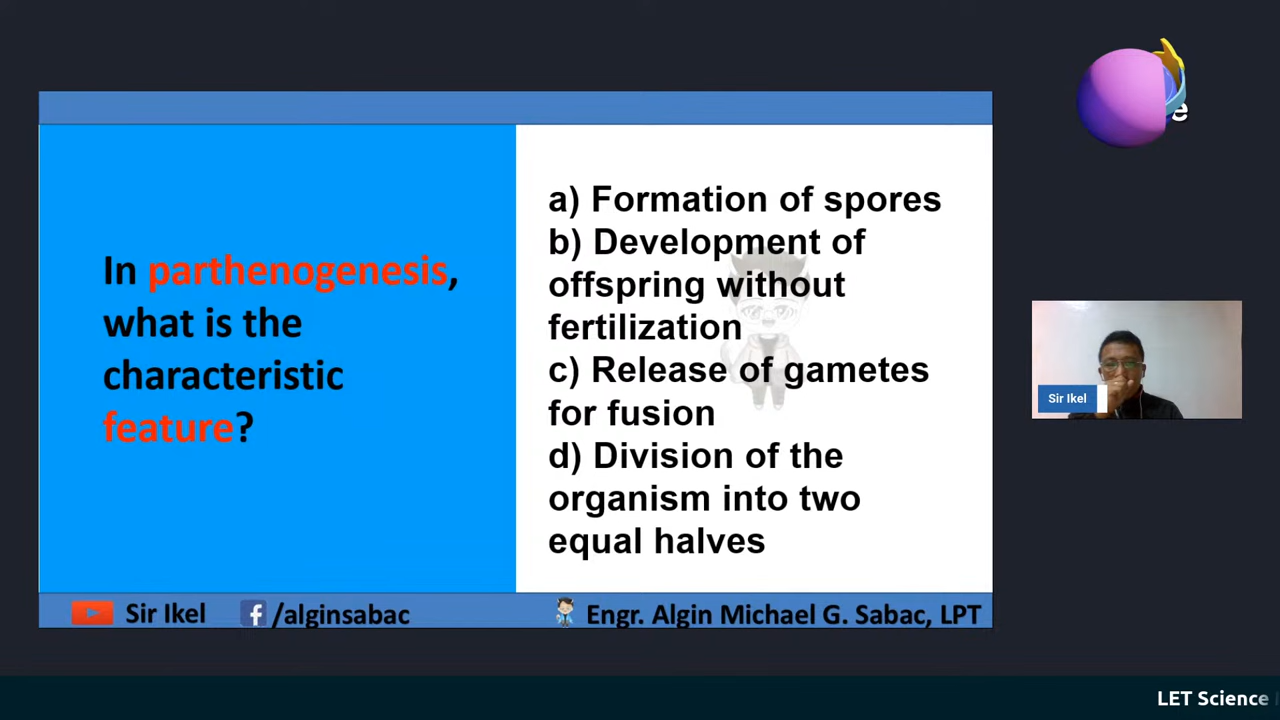 In parthenogenesis,
what is the
characteristic
feature?
a) Formation of spores
b) Development of
offspring without
fertilization
c) Release of gametes
for fusion
d) Division of the
organism into two
equal halves
Sir Ikel
/alginsabac
Engr. Algin Michael G. Sabac, LPT
Sir Ikel
LET Science